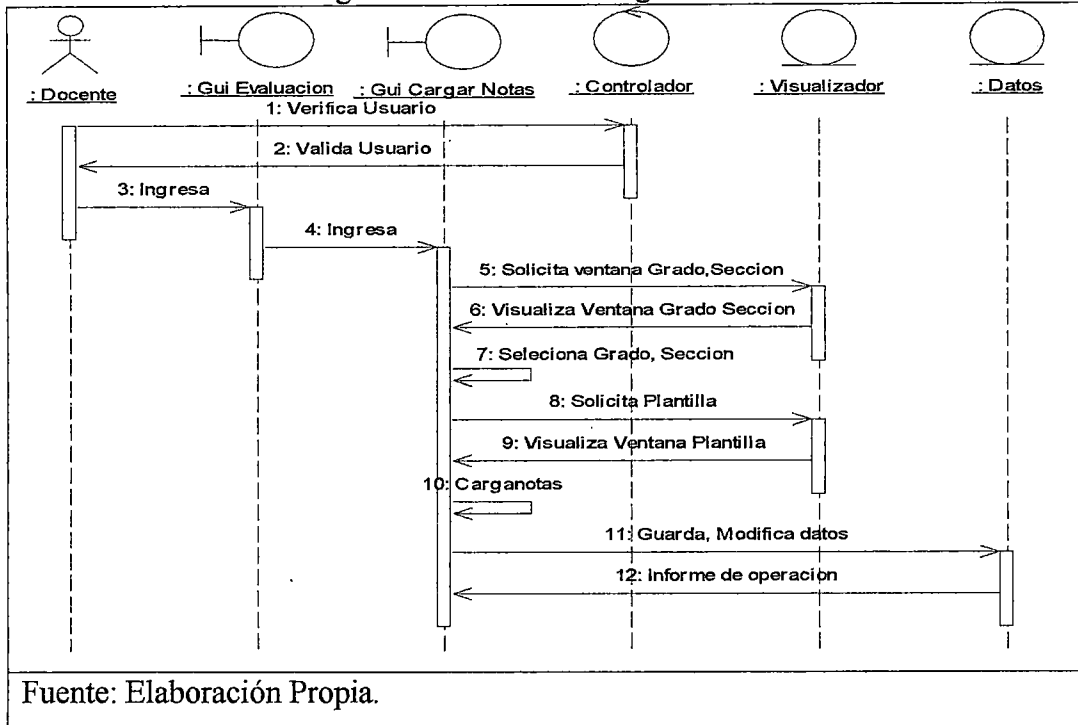 : Docente
: Gui Evaluacion
: Gui Cargar Notas
: Controlador
: Visualizador
: Datos
1: Verifica Usuario
2: Valida Usuario
3: Ingresa
4: Ingresa
5: Solicita ventana Grado,Seccion
6: Visualiza Ventana Grado Seccion
7: Seleciona Grado, Seccion
8: Solicita Plantilla
9: Visualiza Ventana Plantilla
10: Carganotas
11: Guarda, Modifica datos
12: Informe de operacion
Fuente: Elaboración Propia.